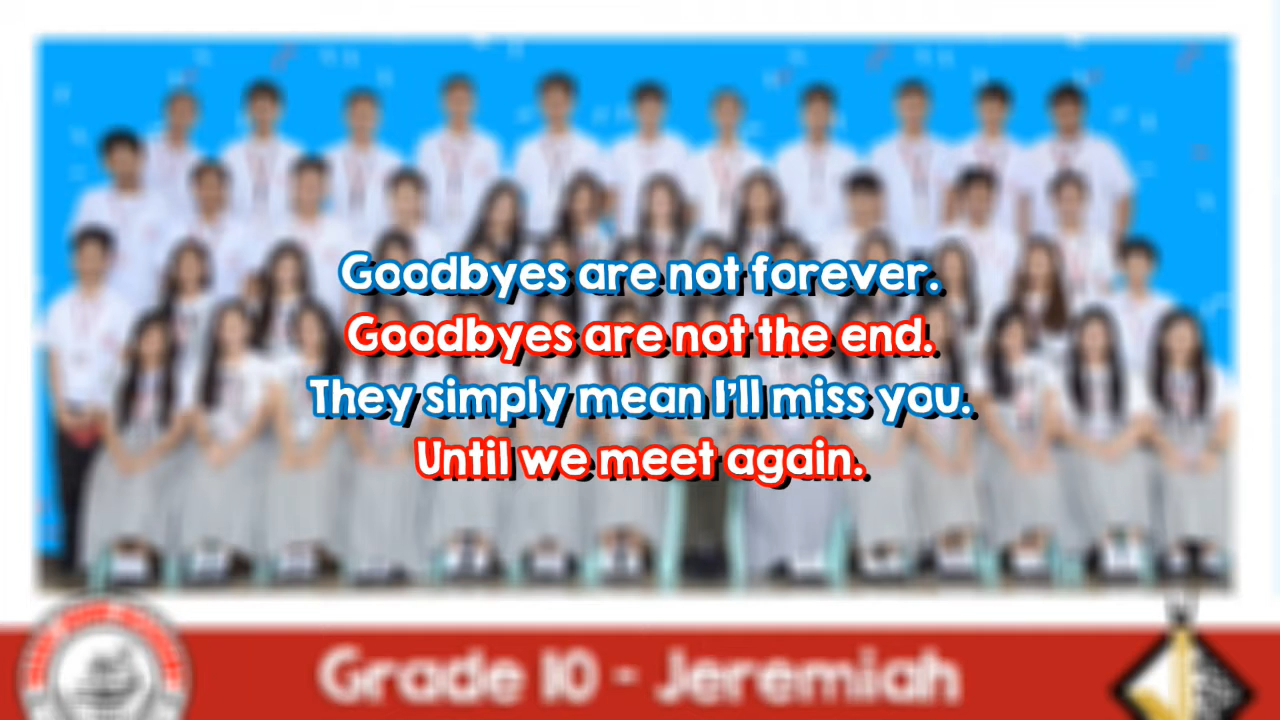 Goodbyes are not forever.
Goodbyes are not the end.
They simply mean I'll miss you.
Until we meet again.
Grade 10 - Jeremiah